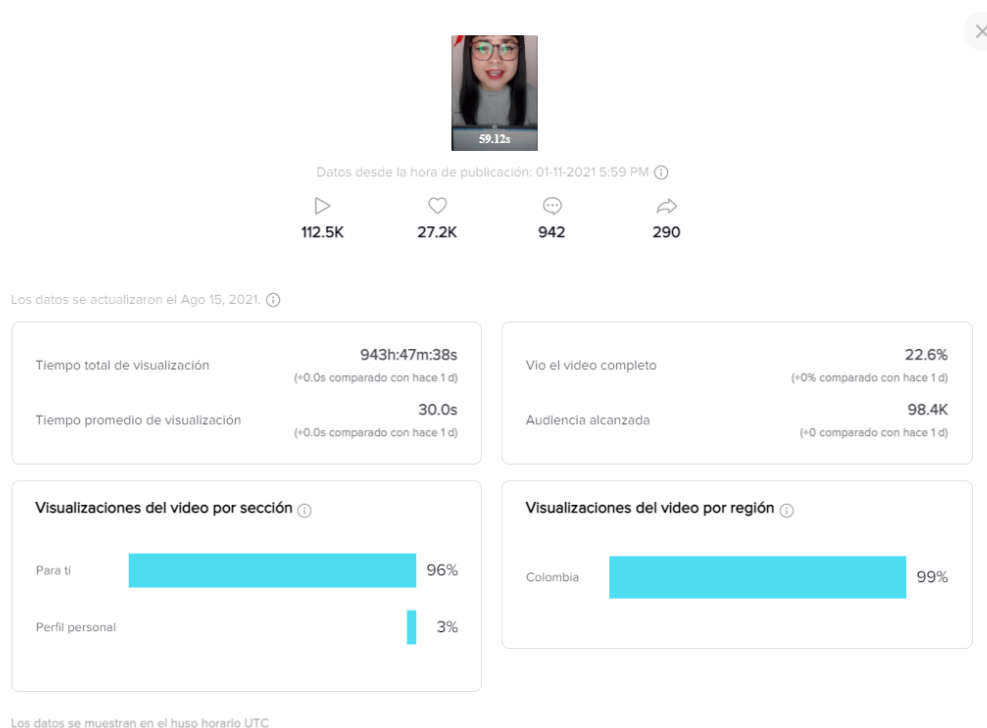 59.12s
Datos desde la hora de publicación: 01-11-2021 5:59 PM
112.5K 27.2K 942 290
Los datos se actualizaron el Ago 15, 2021.
Tiempo total de visualización 943h:47m:38s
(+0.0s comparado con hace 1 d)
Tiempo promedio de visualización 30.0s
(+0.0s comparado con hace 1 d)
Vio el video completo 22.6%
(+0% comparado con hace 1 d)
Audiencia alcanzada 98.4K
(+0 comparado con hace 1 d)
Visualizaciones del video por sección
Para ti 96%
Perfil personal 3%
Visualizaciones del video por región
Colombia 99%
Los datos se muestran en el huso horario UTC